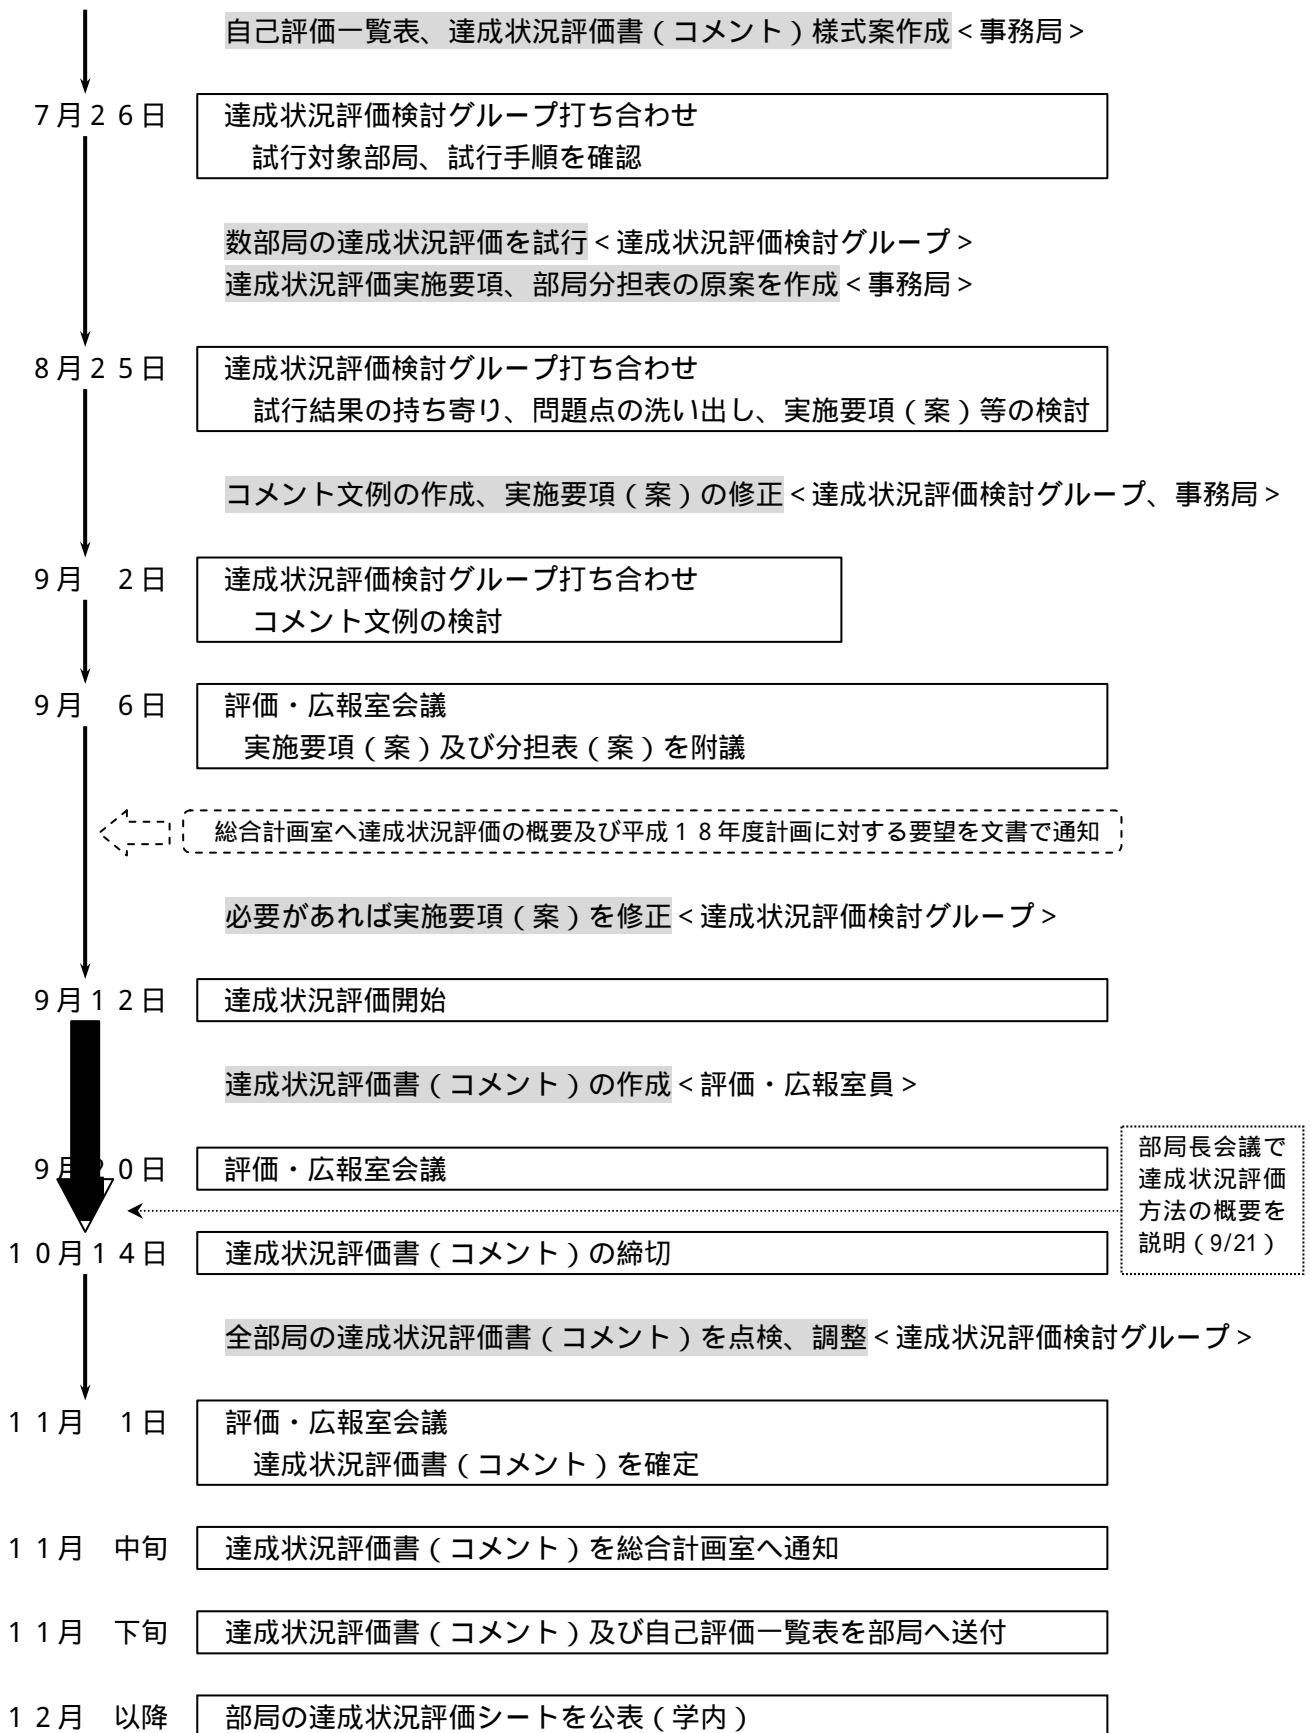 自己評価一覧表、達成状況評価書（コメント）様式案作成＜事務局＞
７月２６日　達成状況評価検討グループ打ち合わせ
試行対象部局、試行手順を確認
数部局の達成状況評価を試行＜達成状況評価検討グループ＞
達成状況評価実施要項、部局分担表の原案を作成＜事務局＞
８月２５日　達成状況評価検討グループ打ち合わせ
試行結果の持ち寄り、問題点の洗い出し、実施要項（案）等の検討
コメント文例の作成、実施要項（案）の修正＜達成状況評価検討グループ、事務局＞
９月　２日　達成状況評価検討グループ打ち合わせ
コメント文例の検討
９月　６日　評価・広報室会議
実施要項（案）及び分担表（案）を附議
総合計画室へ達成状況評価の概要及び平成１８年度計画に対する要望を文書で通知
必要があれば実施要項（案）を修正＜達成状況評価検討グループ＞
９月１２日　達成状況評価開始
達成状況評価書（コメント）の作成＜評価・広報室員＞
９月２０日　評価・広報室会議
部局長会議で
達成状況評価
方法の概要を
説明（9/21）
１０月１４日　達成状況評価書（コメント）の締切
全部局の達成状況評価書（コメント）を点検、調整＜達成状況評価検討グループ＞
１１月　１日　評価・広報室会議
達成状況評価書（コメント）を確定
１１月　中旬　達成状況評価書（コメント）を総合計画室へ通知
１１月　下旬　達成状況評価書（コメント）及び自己評価一覧表を部局へ送付
１２月　以降　部局の達成状況評価シートを公表（学内）